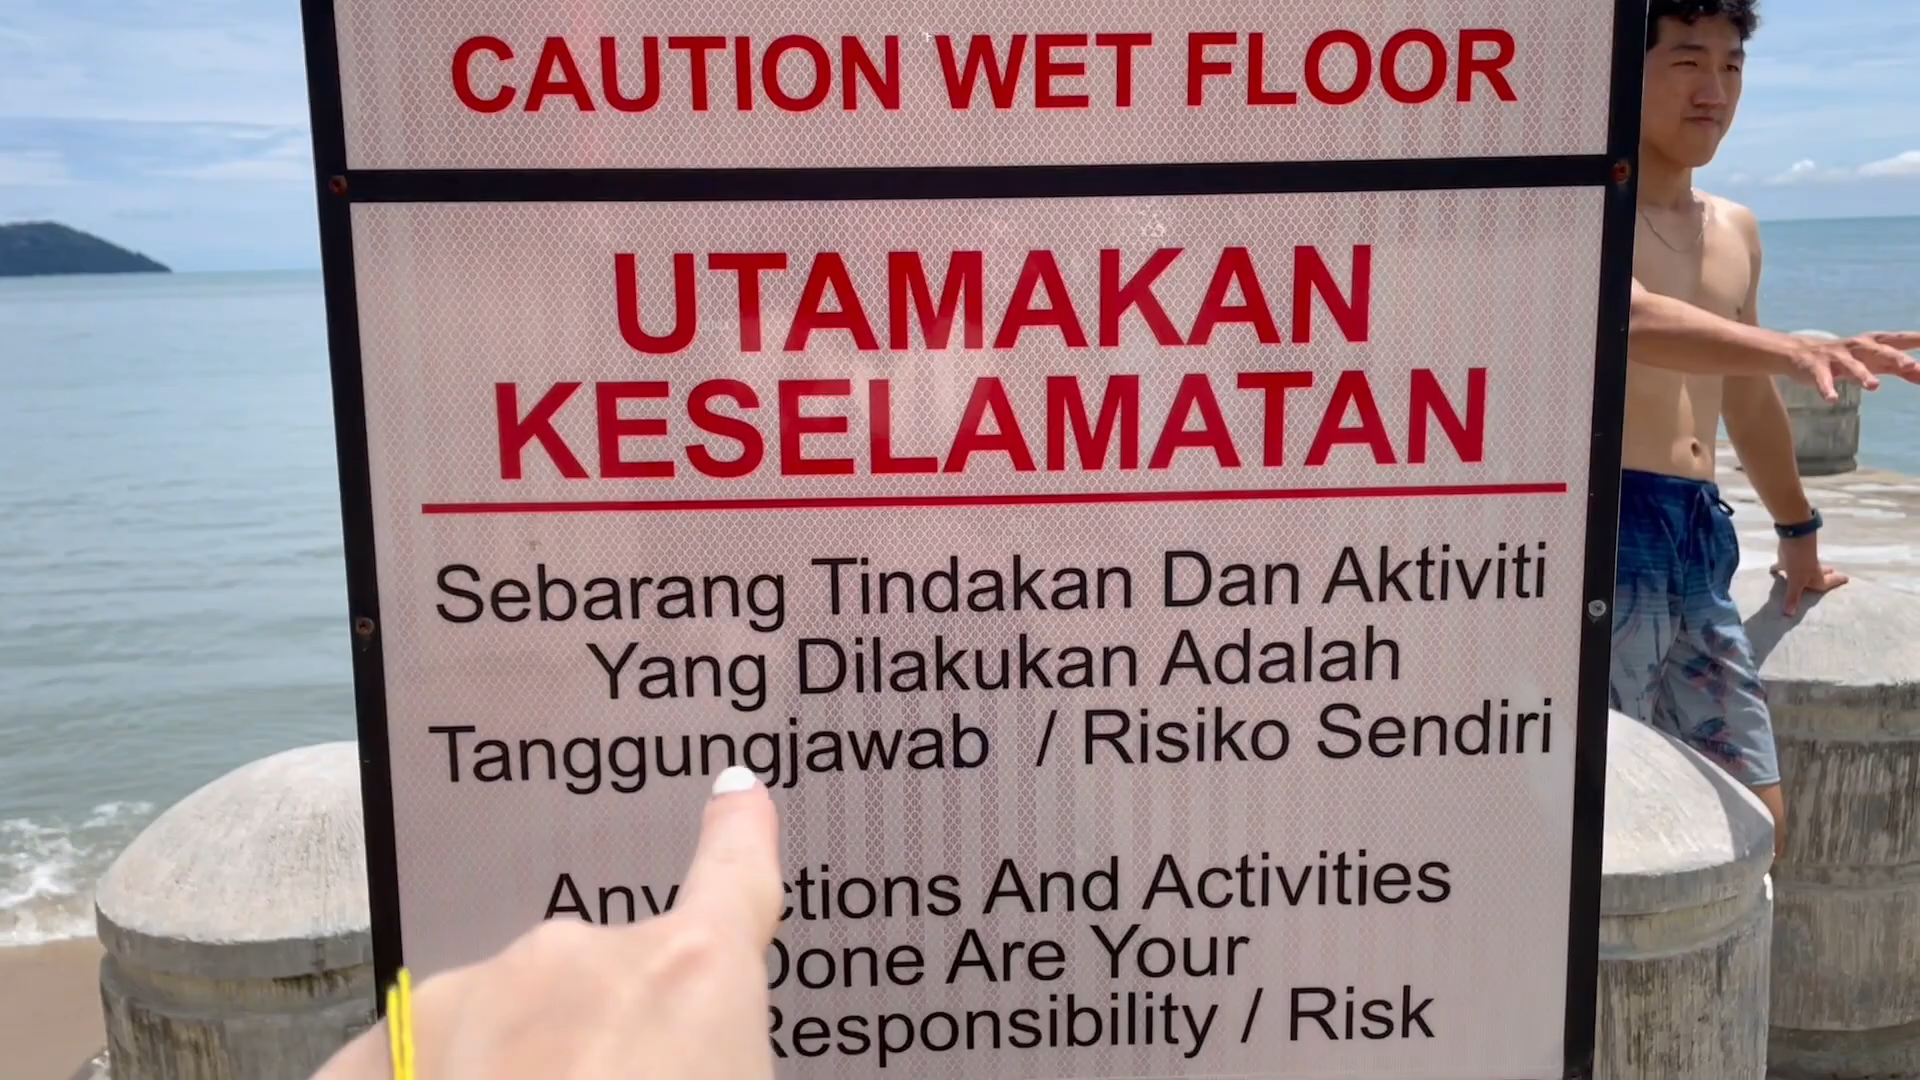 CAUTION WET FLOOR
UTAMAKAN
KESELAMATAN
Sebarang Tindakan Dan Aktiviti
Yang Dilakukan Adalah
Tanggungjawab / Risiko Sendiri
And Activities
Done Are Your
Responsibility / Risk